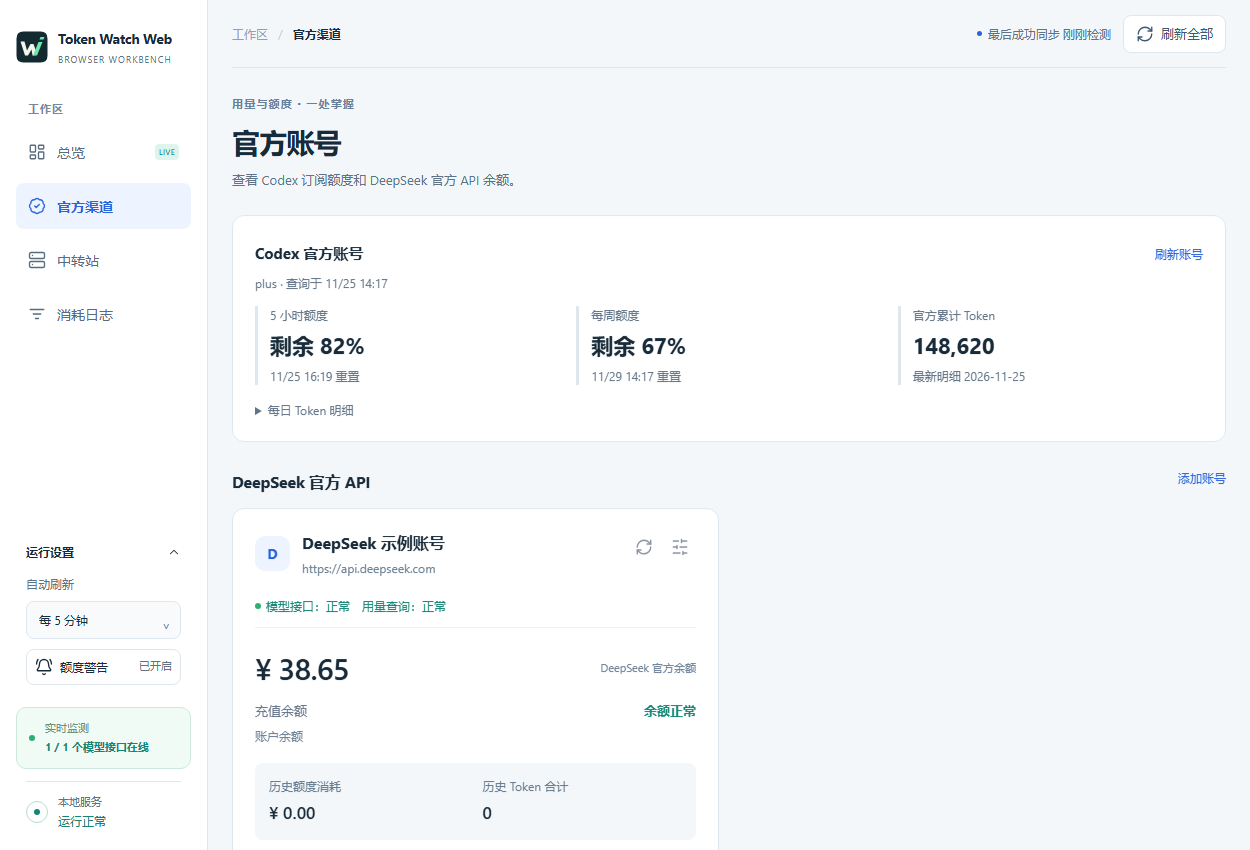 Token Watch Web
BROWSER WORKBENCH
工作区
总览
LIVE
官方渠道
中转站
消耗日志
运行设置
自动刷新
每 5 分钟
额度警告
已开启
实时监测
1 / 1 个模型接口在线
本地服务
运行正常
工作区 / 官方渠道
最后成功同步 刚刚检测
刷新全部
用量与额度 · 一处掌握
官方账号
查看 Codex 订阅额度和 DeepSeek 官方 API 余额。
Codex 官方账号
刷新账号
plus · 查询于 11/25 14:17
5 小时额度
剩余 82%
11/25 16:19 重置
每周额度
剩余 67%
11/29 14:17 重置
官方累计 Token
148,620
最新明细 2026-11-25
每日 Token 明细
DeepSeek 官方 API
添加账号
D
DeepSeek 示例账号
https://api.deepseek.com
模型接口: 正常 用量查询: 正常
¥ 38.65
DeepSeek 官方余额
充值余额
余额正常
账户余额
历史额度消耗
¥ 0.00
历史 Token 合计
0